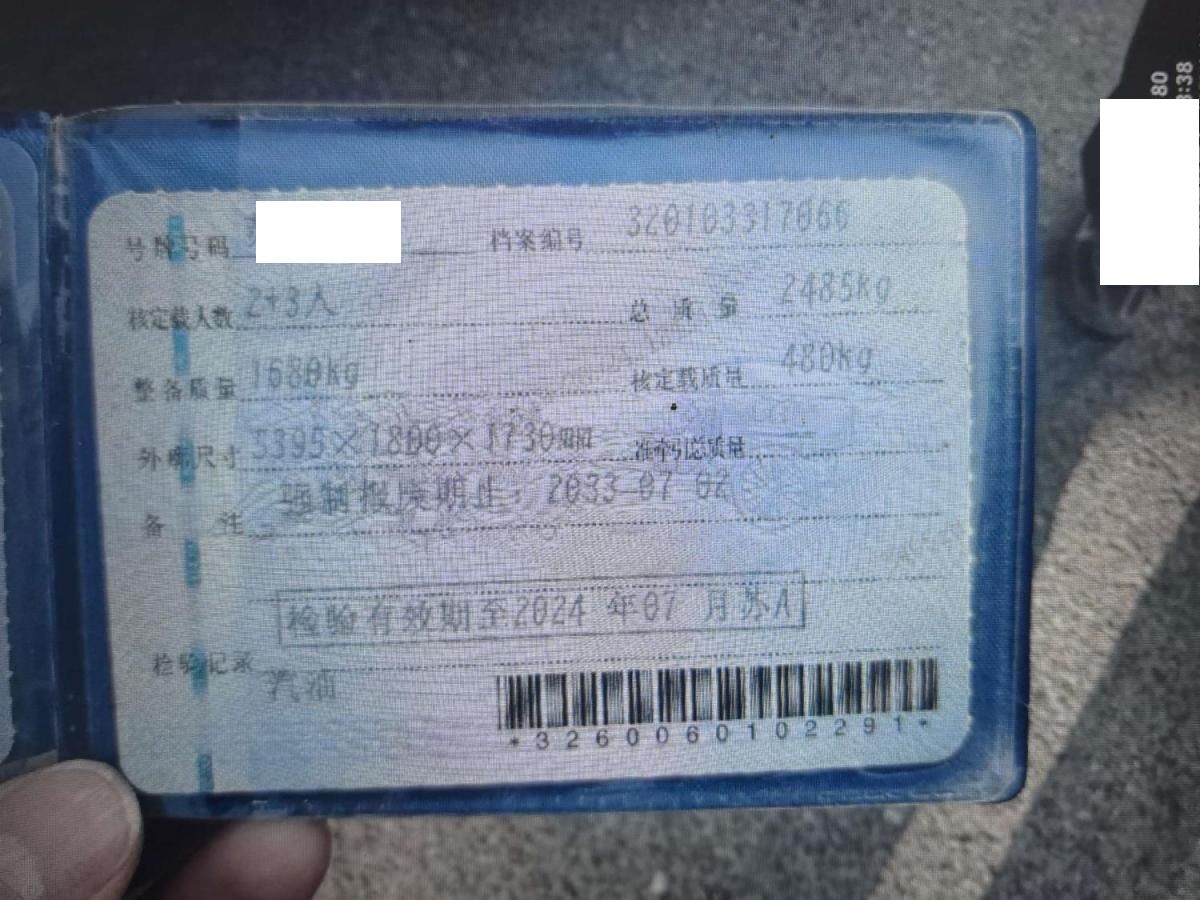 号牌号码 档案编号 320103317066
核定载人数 2+3人 总质量 2485kg
整备质量 1680kg 核定载质量 480kg
外廓尺寸 5395×1800×1730mm 准牵引总质量
备注 强制报废期止：2033-07-02
检验有效期至2024年07月苏A
检验记录
汽油
*3260060102291*
80
:38